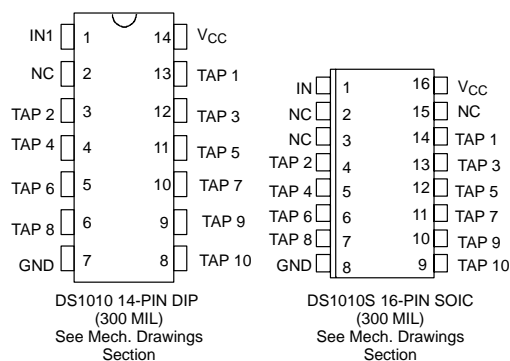 IN1 1 14 VCC
NC 2 13 TAP 1
TAP 2 3 12 TAP 3
TAP 4 4 11 TAP 5
TAP 6 5 10 TAP 7
TAP 8 6 9 TAP 9
GND 7 8 TAP 10
DS1010 14-PIN DIP
(300 MIL)
See Mech. Drawings
Section
IN 1 16 VCC
NC 2 15 NC
NC 3 14 TAP 1
TAP 2 4 13 TAP 3
TAP 4 5 12 TAP 5
TAP 6 6 11 TAP 7
TAP 8 7 10 TAP 9
GND 8 9 TAP 10
DS1010S 16-PIN SOIC
(300 MIL)
See Mech. Drawings
Section